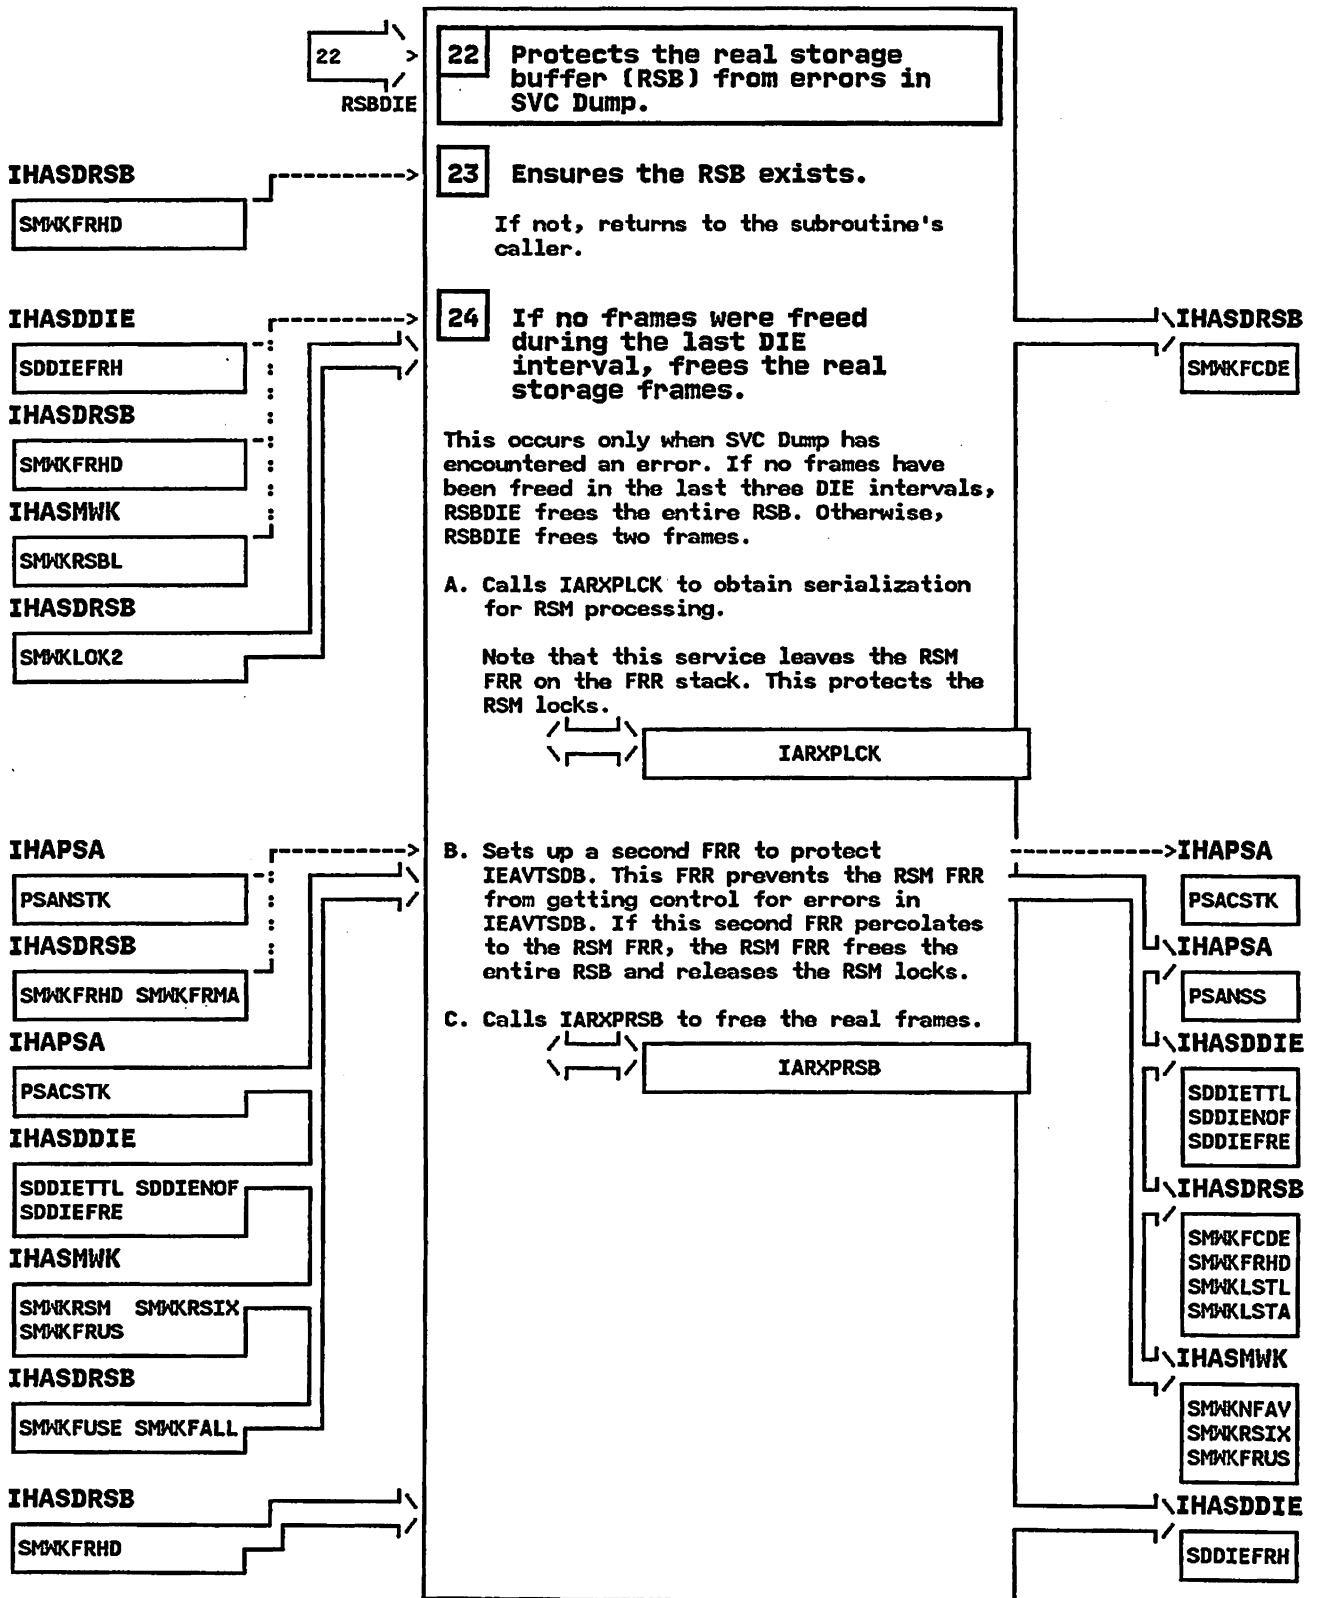 22
RSBDIE
22 Protects the real storage
buffer (RSB) from errors in
SVC Dump.
IHASDRSB
SMWKFRHD
23 Ensures the RSB exists.
If not, returns to the subroutine's
caller.
IHASDDIE
SDDIEFRH
IHASDRSB
SMWKFRHD
IHASMWK
SMWKRSBL
IHASDRSB
SMWKLOK2
24 If no frames were freed
during the last DIE
interval, frees the real
storage frames.
This occurs only when SVC Dump has
encountered an error. If no frames have
been freed in the last three DIE intervals,
RSBDIE frees the entire RSB. Otherwise,
RSBDIE frees two frames.
A. Calls IARXPLCK to obtain serialization
for RSM processing.
Note that this service leaves the RSM
FRR on the FRR stack. This protects the
RSM locks.
IARXPLCK
IHASDRSB
SMWKFCDE
IHAPSA
PSANSTK
IHASDRSB
SMWKFRHD SMWKFRMA
IHAPSA
PSACSTK
IHASDDIE
SDDIETTL SDDIENOF
SDDIEFRE
IHASMWK
SMWKRSM SMWKRSIX
SMWKFRUS
IHASDRSB
SMWKFUSE SMWKFALL
IHASDRSB
SMWKFRHD
B. Sets up a second FRR to protect
IEAVTSDB. This FRR prevents the RSM FRR
from getting control for errors in
IEAVTSDB. If this second FRR percolates
to the RSM FRR, the RSM FRR frees the
entire RSB and releases the RSM locks.
C. Calls IARXPRSB to free the real frames.
IARXPRSB
IHAPSA
PSACSTK
IHAPSA
PSANSS
IHASDDIE
SDDIETTL
SDDIENOF
SDDIEFRE
IHASDRSB
SMWKFCDE
SMWKFRHD
SMWKLSTL
SMWKLSTA
IHASMWK
SMWKNFAV
SMWKRSIX
SMWKFRUS
IHASDDIE
SDDIEFRH